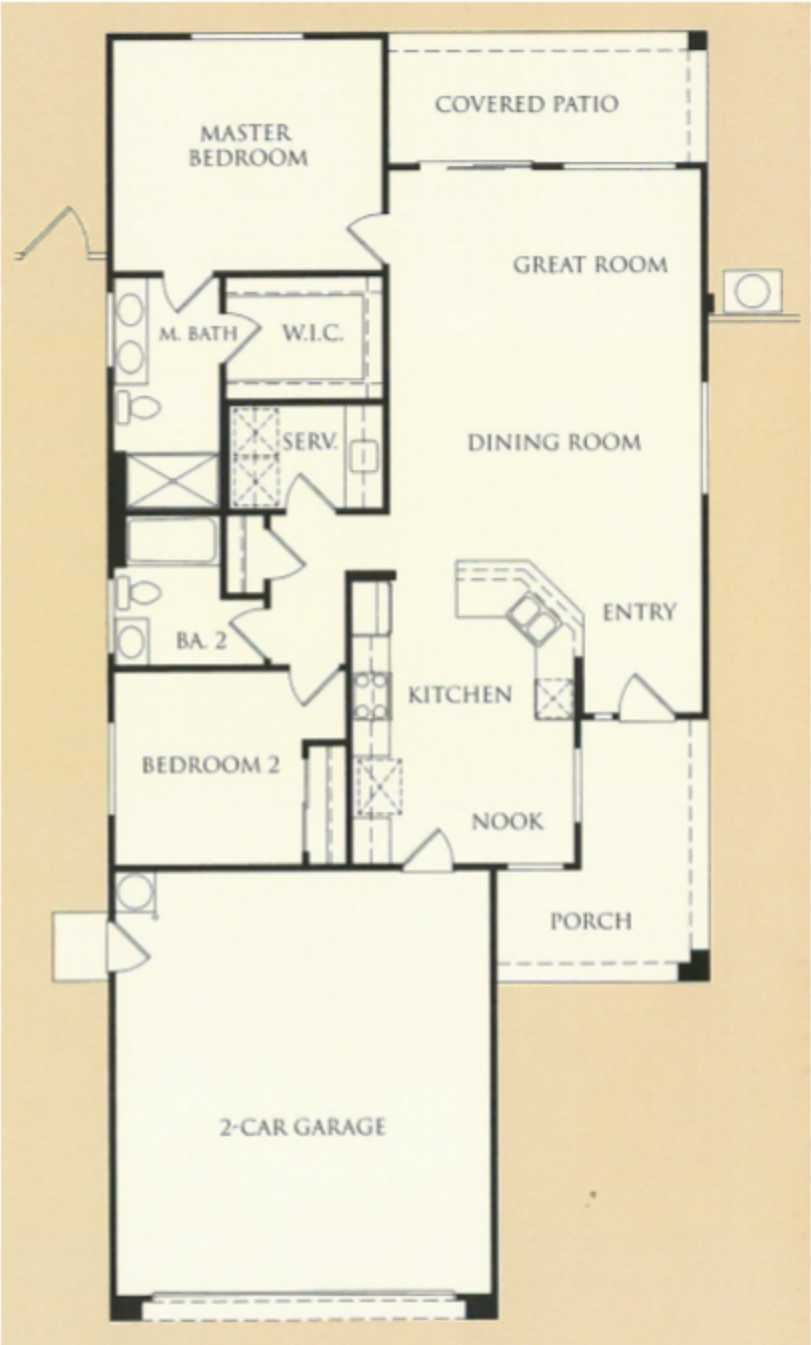 COVERED PATIO
MASTER
BEDROOM
GREAT ROOM
M. BATH
W.I.C.
SERV.
DINING ROOM
ENTRY
BA. 2
KITCHEN
BEDROOM 2
NOOK
PORCH
2-CAR GARAGE